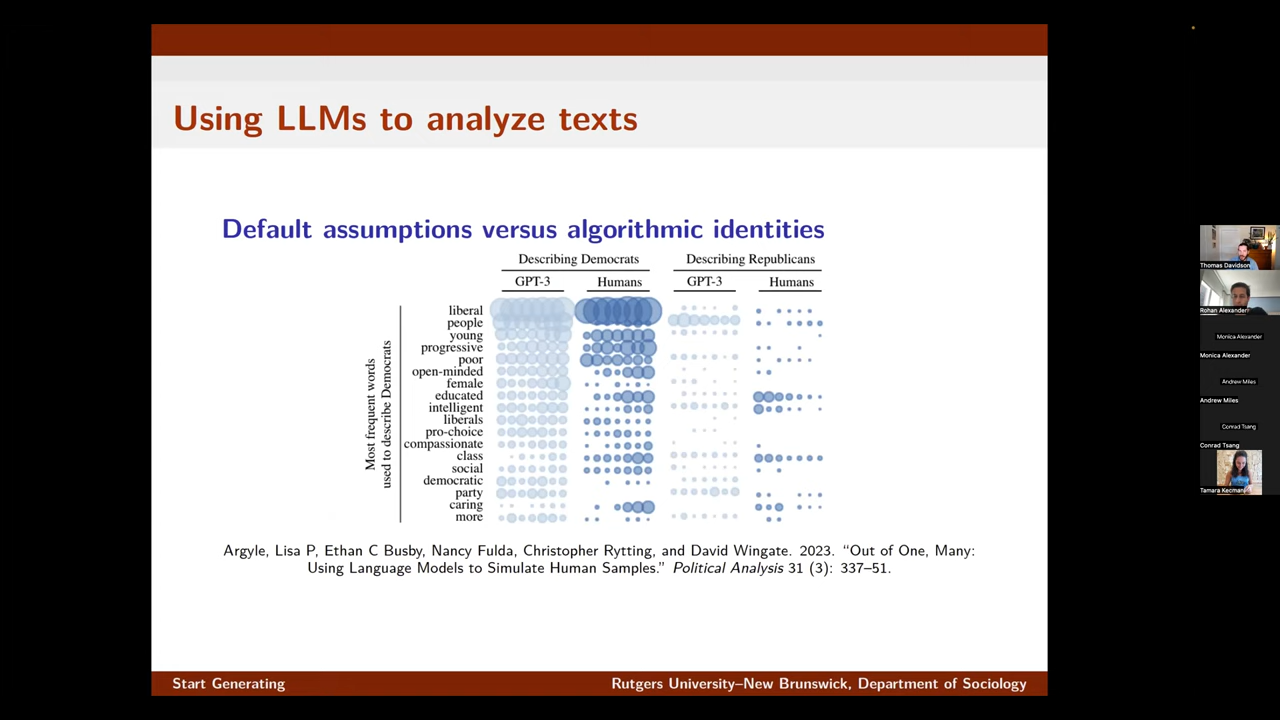 Using LLMs to analyze texts
Default assumptions versus algorithmic identities
Describing Democrats
Describing Republicans
GPT-3
Humans
GPT-3
Humans
Most frequent words
used to describe Democrats
liberal
people
young
progressive
poor
open-minded
female
educated
intelligent
liberals
pro-choice
compassionate
class
social
democratic
party
caring
more
Argyle, Lisa P, Ethan C Busby, Nancy Fulda, Christopher Rytting, and David Wingate. 2023. “Out of One, Many:
Using Language Models to Simulate Human Samples.” Political Analysis 31 (3): 337–51.
Start Generating
Rutgers University–New Brunswick, Department of Sociology
Thomas Davidson
Rohan Alexander
Monica Alexander
Monica Alexander
Andrew Miles
Andrew Miles
Conrad Tsang
Conrad Tsang
Tamara Kecman